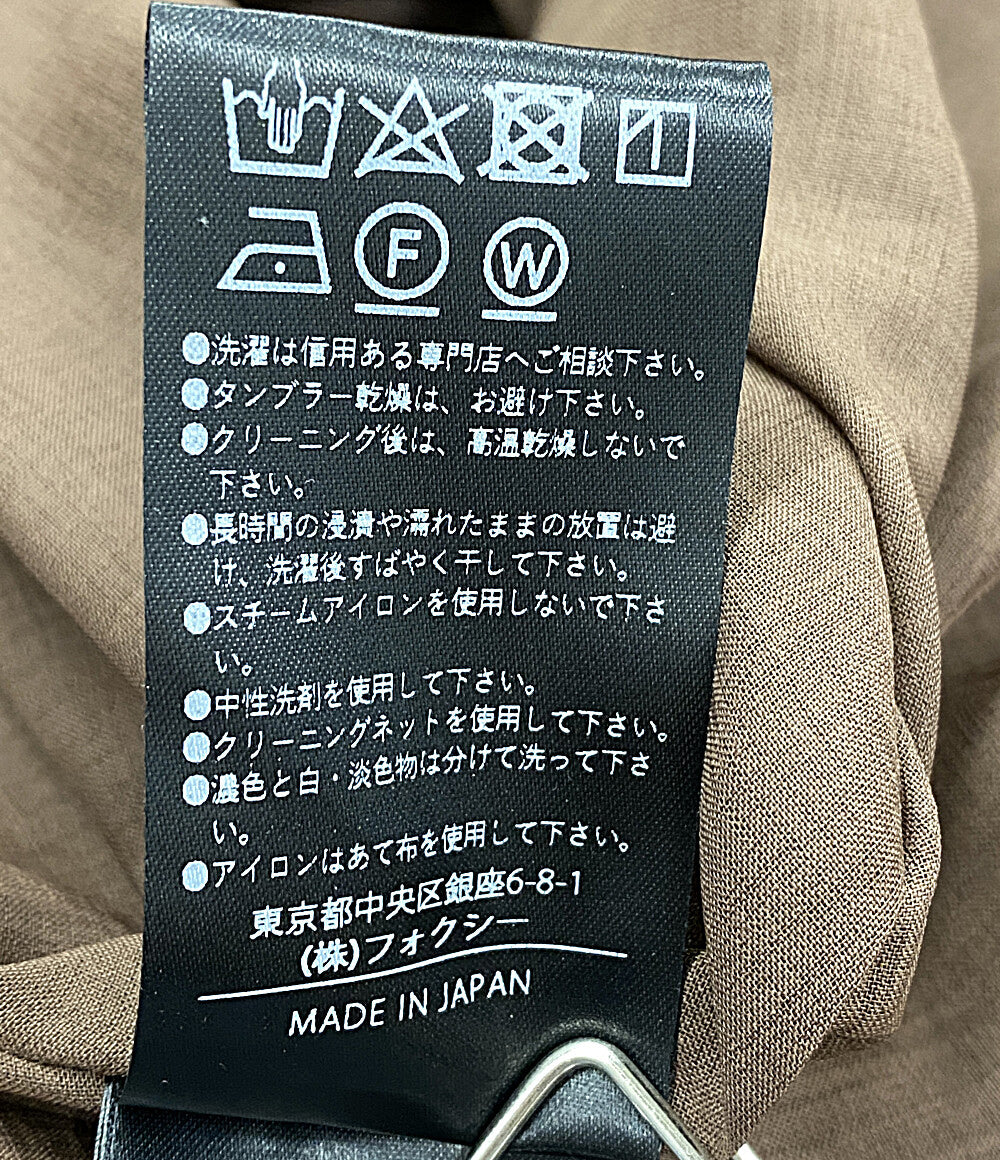 F W
●洗濯は信用ある専門店へご相談下さい。
●タンブラー乾燥は、お避け下さい。
●クリーニング後は、高温乾燥しないで
下さい。
●長時間の浸漬や濡れたままの放置は避
け、洗濯後すばやく干して下さい。
●スチームアイロンを使用しないで下さ
い。
●中性洗剤を使用して下さい。
●クリーニングネットを使用して下さい。
●濃色と白・淡色物は分けて洗って下さ
い。
●アイロンはあて布を使用して下さい。
東京都中央区銀座6-8-1
(株)フォクシー
MADE IN JAPAN